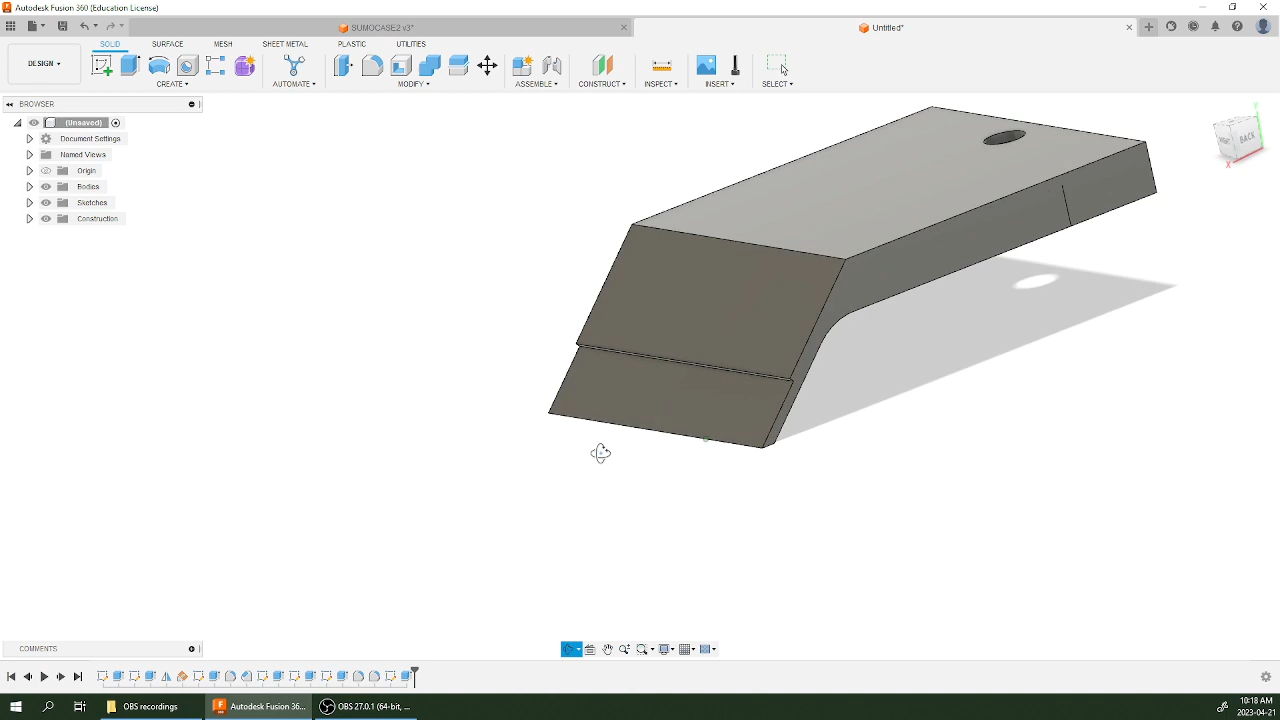 Autodesk Fusion 360 (Education License)
SUMOCASE2 v3*
Untitled*
SOLID SURFACE MESH SHEET METAL PLASTIC UTILITIES
DESIGN
CREATE AUTOMATE MODIFY ASSEMBLE CONSTRUCT INSPECT INSERT SELECT
BROWSER
(Unsaved)
Document Settings
Named Views
Origin
Bodies
Sketches
Construction
Y
RIGHT BACK
X
COMMENTS
OBS recordings
Autodesk Fusion 36...
OBS 27.0.1 (64-bit, ...
10:18 AM
2023-04-21